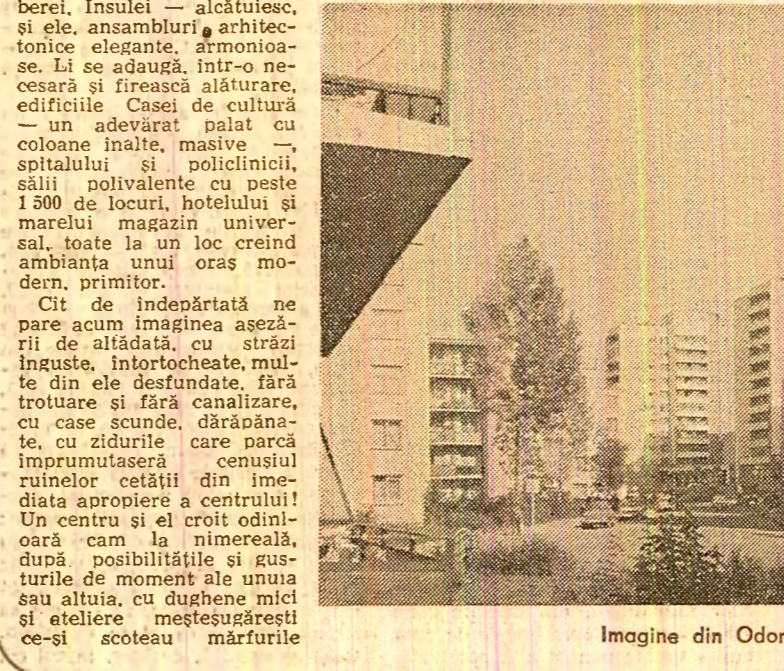 berei, Insulei — alcătuiesc,
și ele, ansambluri arhitec-
tonice elegante, armonioa-
se. Li se adaugă, într-o ne-
cesară și firească alăturare,
edificiile Casei de cultură
— un adevărat palat cu
coloane înalte, masive —,
spitalului și policlinicii,
sălii polivalente cu peste
1 500 de locuri, hotelului și
marelui magazin univer-
sal, toate la un loc creînd
ambianța unui oraș mo-
dern, primitor.
Cît de îndepărtată ne
pare acum imaginea așeză-
rii de altădată, cu străzi
înguste, întortocheate, mul-
te din ele desfundate, fără
trotuare și fără canalizare,
cu case scunde, dărăpăna-
te, cu zidurile care parcă
împrumutaseră cenușiul
ruinelor cetății din ime-
diata apropiere a centrului!
Un centru și el croit odini-
oară cam la nimereală,
după posibilitățile și gus-
turile de moment ale unuia
sau altuia, cu dughene mici
și ateliere meșteșugărești
ce-și scoteau mărfurile
Imagine din Odor